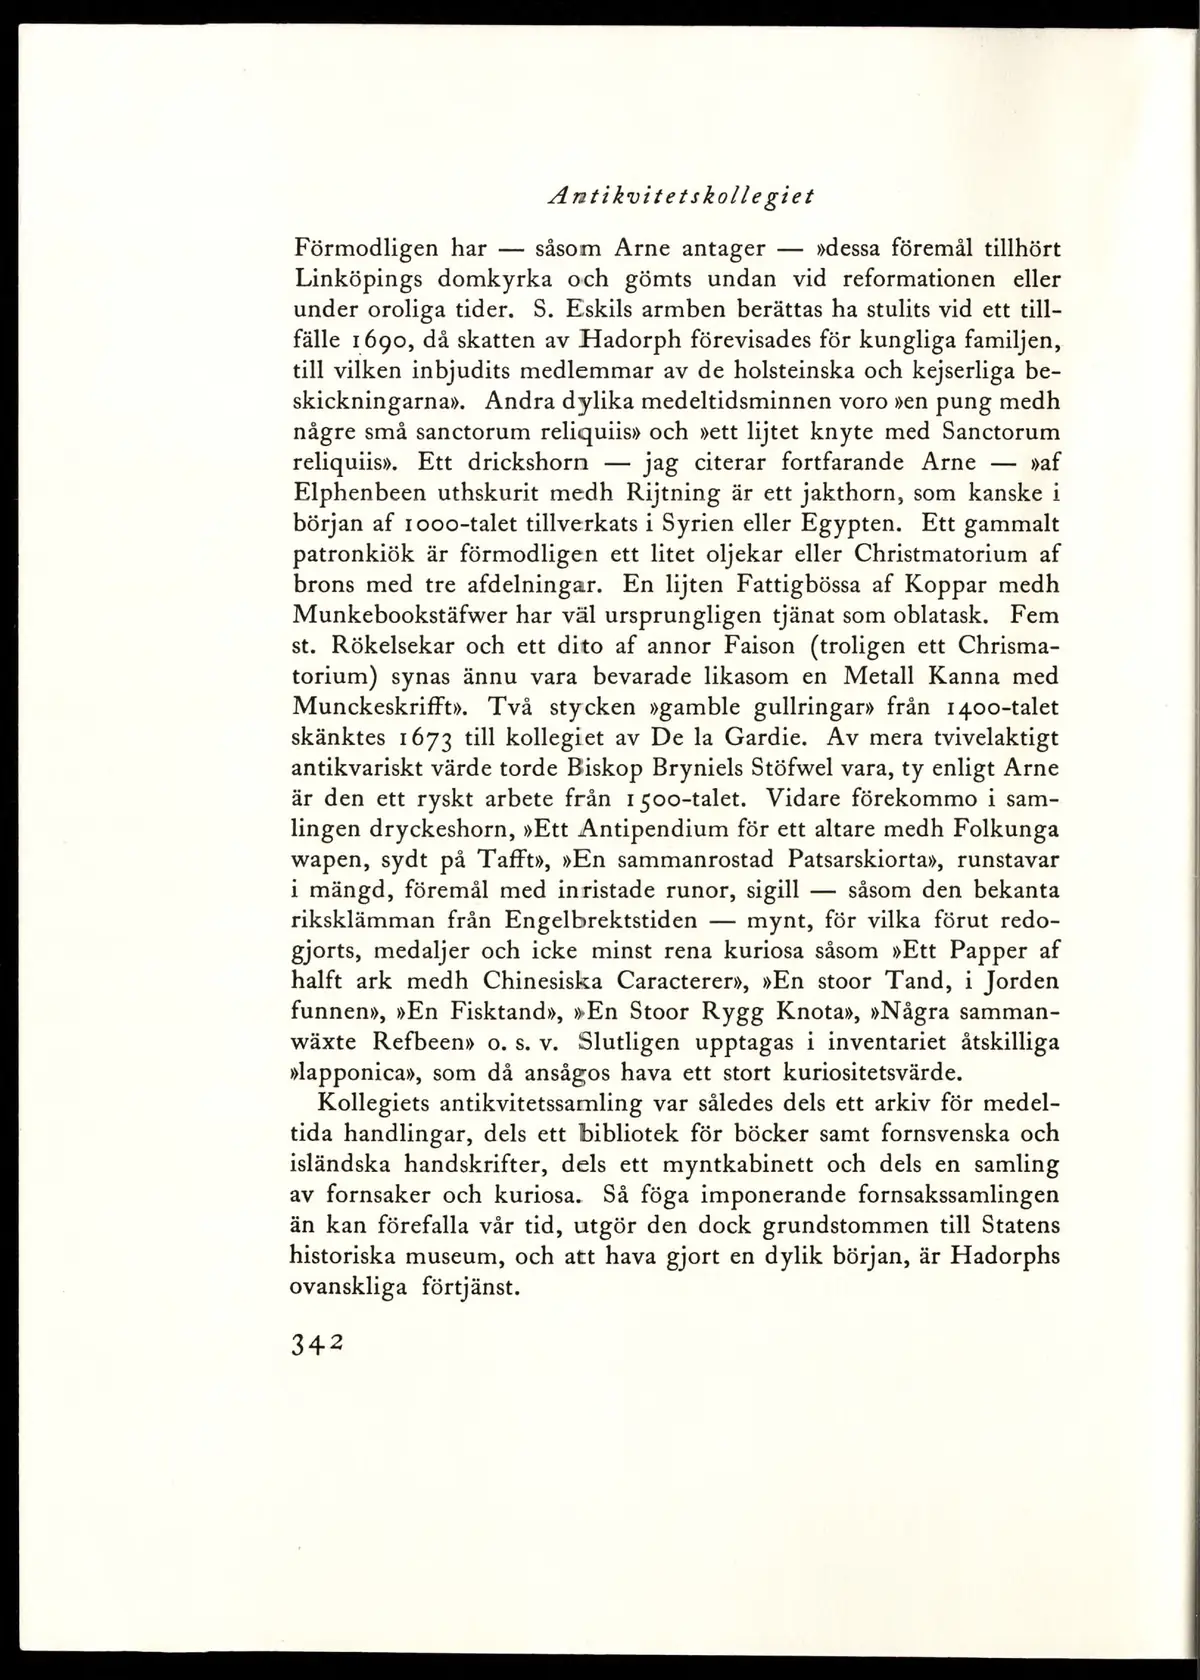 Antikvitetskollegiet
Förmodligen har — såsom Arne antager — »dessa föremål tillhört
Linköpings domkyrka och gömts undan vid reformationen eller
under oroliga tider. S. Eskils armben berättas ha stulits vid ett till-
fälle 1690, då skatten av Hadorph förevisades för kungliga familjen,
till vilken inbjudits medlemmar av de holsteinska och kejserliga be-
skickningarna». Andra dylika medeltidsminnen voro »en pung medh
någre små sanctorum reliquiis» och »ett lijtet knyte med Sanctorum
reliquiis». Ett drickshorn — jag citerar fortfarande Arne — »af
Elphenbeen uthskurit medh Rijtning är ett jakthorn, som kanske i
början af 1000-talet tillverkats i Syrien eller Egypten. Ett gammalt
patronkiök är förmodligen ett litet oljekar eller Christmatorium af
brons med tre afdelningar. En lijten Fattigbössa af Koppar medh
Munkebookstäfwer har väl ursprungligen tjänat som oblatask. Fem
st. Rökelsekar och ett dito af annor Faison (troligen ett Chrisma-
torium) synas ännu vara bevarade likasom en Metall Kanna med
Munckeskrifft». Två stycken »gamble gullringar» från 1400-talet
skänktes 1673 till kollegiet av De la Gardie. Av mera tvivelaktigt
antikvariskt värde torde Biskop Bryniels Stöfwel vara, ty enligt Arne
är den ett ryskt arbete från 1500-talet. Vidare förekommo i sam-
lingen dryckeshorn, »Ett Antipendium för ett altare medh Folkunga
wapen, sydt på Tafft», »En sammanrostad Patsarskiorta», runstavar
i mängd, föremål med inristade runor, sigill — såsom den bekanta
riksklämman från Engelbrektstiden — mynt, för vilka förut redo-
gjorts, medaljer och icke minst rena kuriosa såsom »Ett Papper af
halft ark medh Chinesiska Caracterer», »En stoor Tand, i Jorden
funnen», »En Fisktand», »En Stoor Rygg Knota», »Några samman-
wäxte Refbeen» o. s. v. Slutligen upptagas i inventariet åtskilliga
»lapponica», som då ansågos hava ett stort kuriositetsvärde.
Kollegiets antikvitetssamling var således dels ett arkiv för medel-
tida handlingar, dels ett bibliotek för böcker samt fornsvenska och
isländska handskrifter, dels ett myntkabinett och dels en samling
av fornsaker och kuriosa. Så föga imponerande fornsakssamlingen
än kan förefalla vår tid, utgör den dock grundstommen till Statens
historiska museum, och att hava gjort en dylik början, är Hadorphs
ovanskliga förtjänst.
342